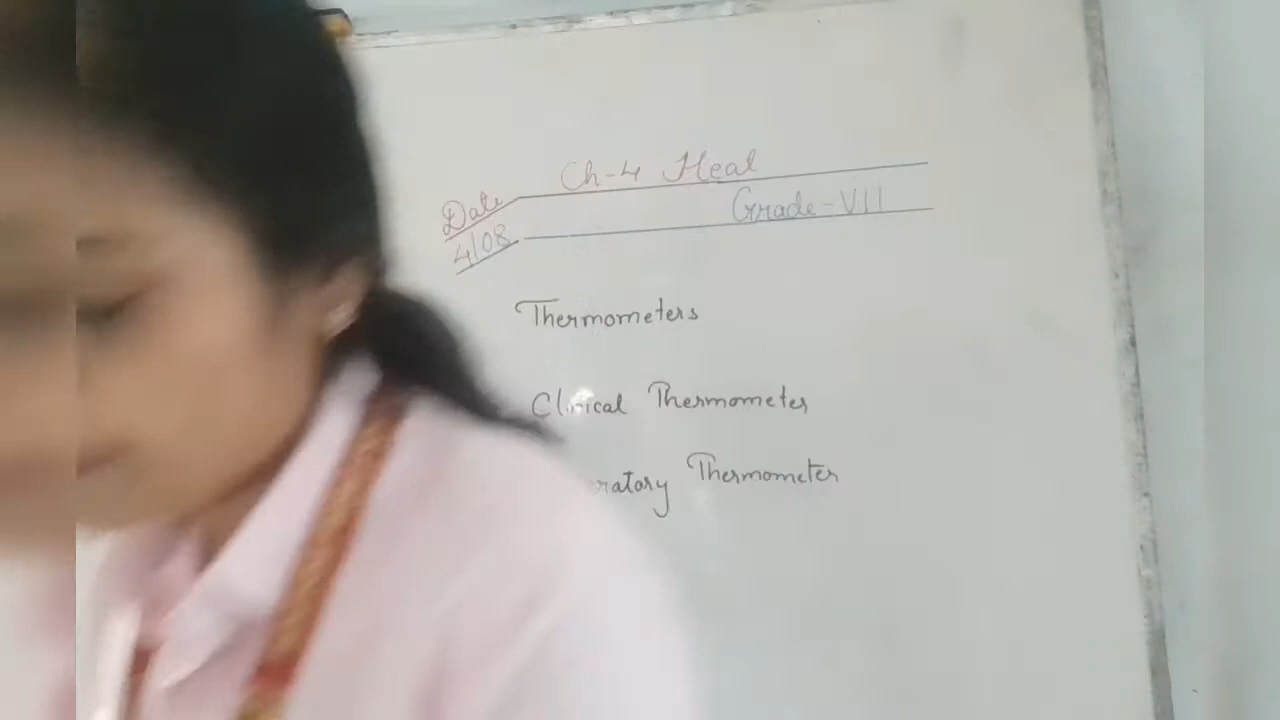 Ch-4 Heat
Date
4/08
Grade-VII
Thermometers
Clinical Thermometer
Thermometer